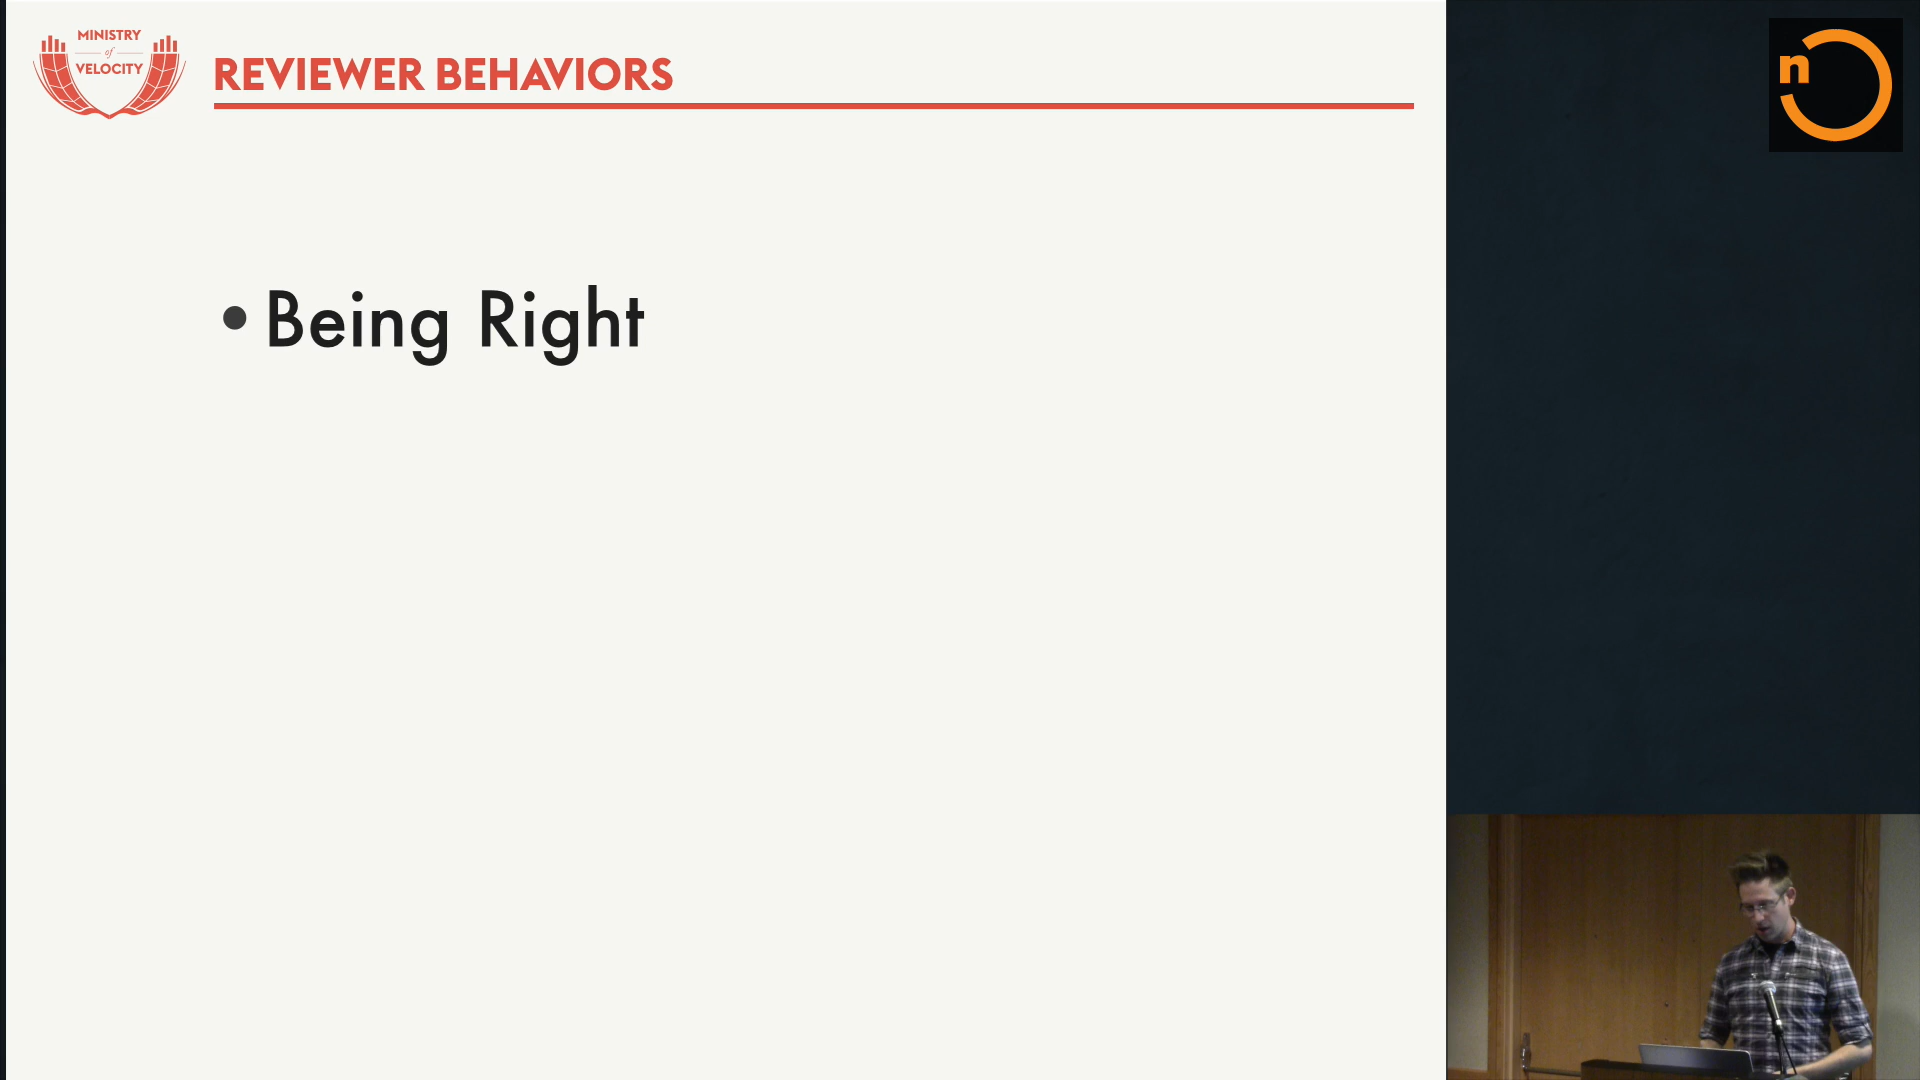 MINISTRY
of
VELOCITY
REVIEWER BEHAVIORS
• Being Right
n